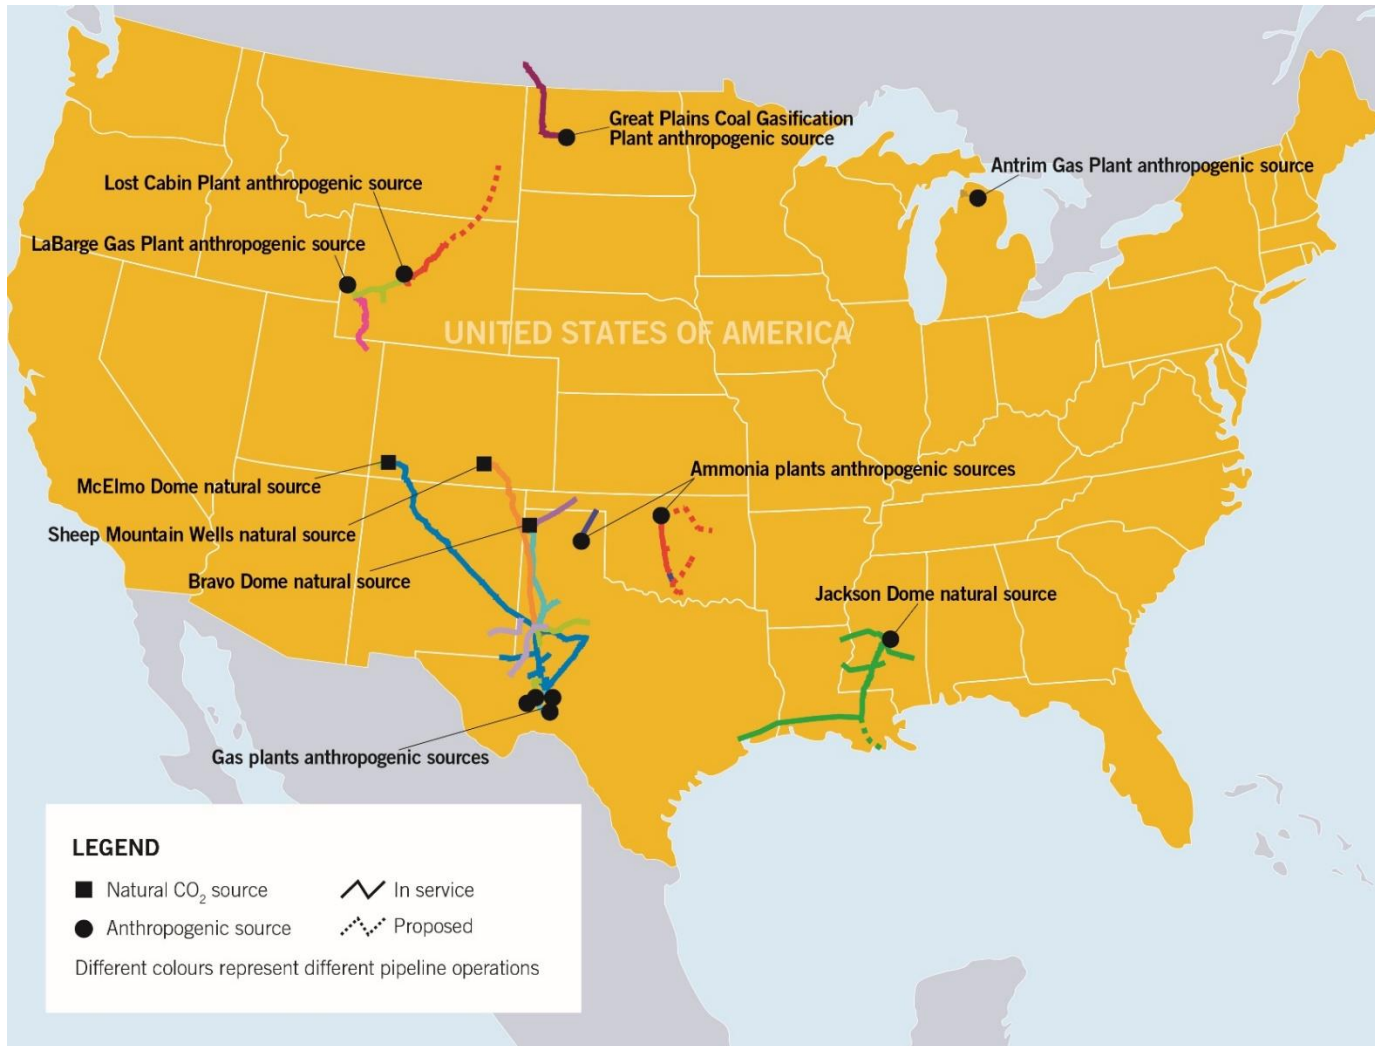 Great Plains Coal Gasification
Plant anthropogenic source
Antrim Gas Plant anthropogenic source
Lost Cabin Plant anthropogenic source
LaBarge Gas Plant anthropogenic source
UNITED STATES OF AMERICA
McElmo Dome natural source
Ammonia plants anthropogenic sources
Sheep Mountain Wells natural source
Bravo Dome natural source
Jackson Dome natural source
Gas plants anthropogenic sources
LEGEND
Natural CO₂ source
In service
Anthropogenic source
Proposed
Different colours represent different pipeline operations